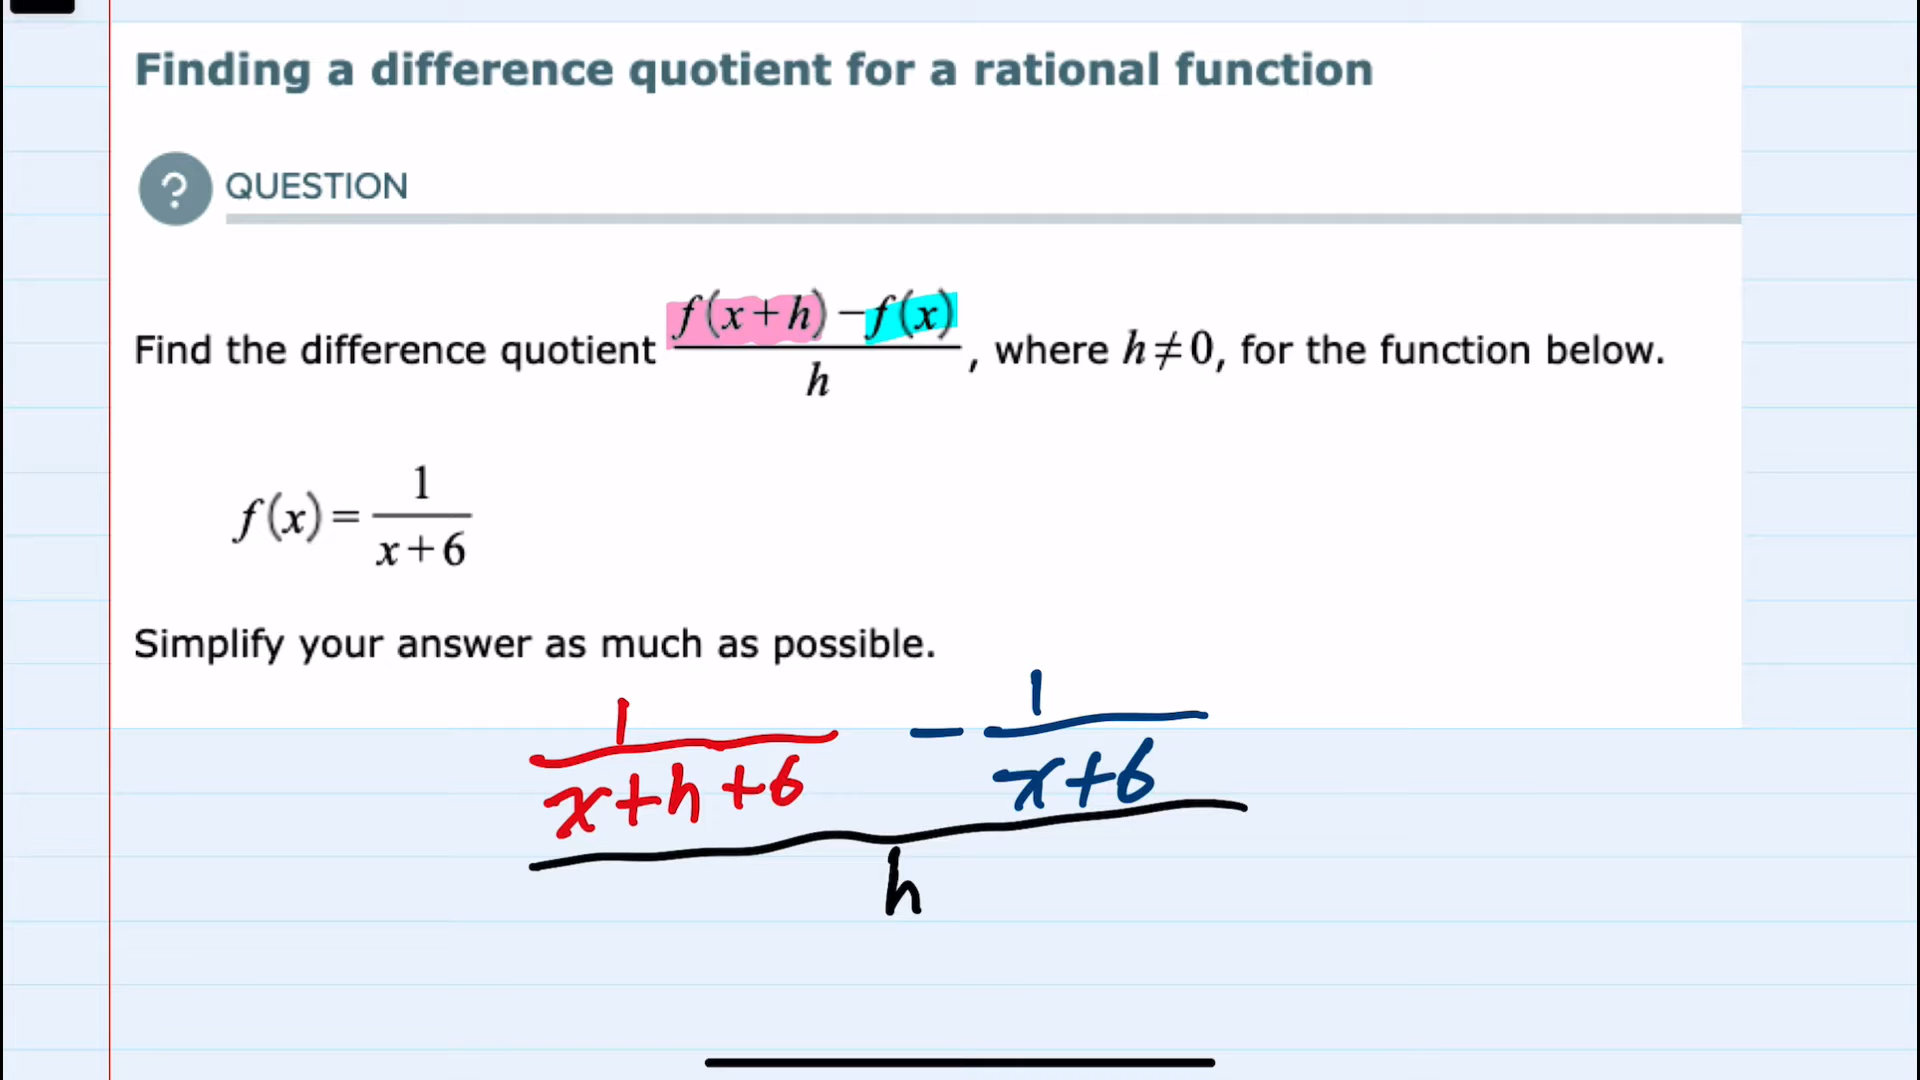 Finding a difference quotient for a rational function
?
QUESTION
Find the difference quotient (f(x+h)−f(x))/h, where h≠0, for the function below.
f(x)=1/(x+6)
Simplify your answer as much as possible.
(1/(x+h+6) − 1/(x+6))/h